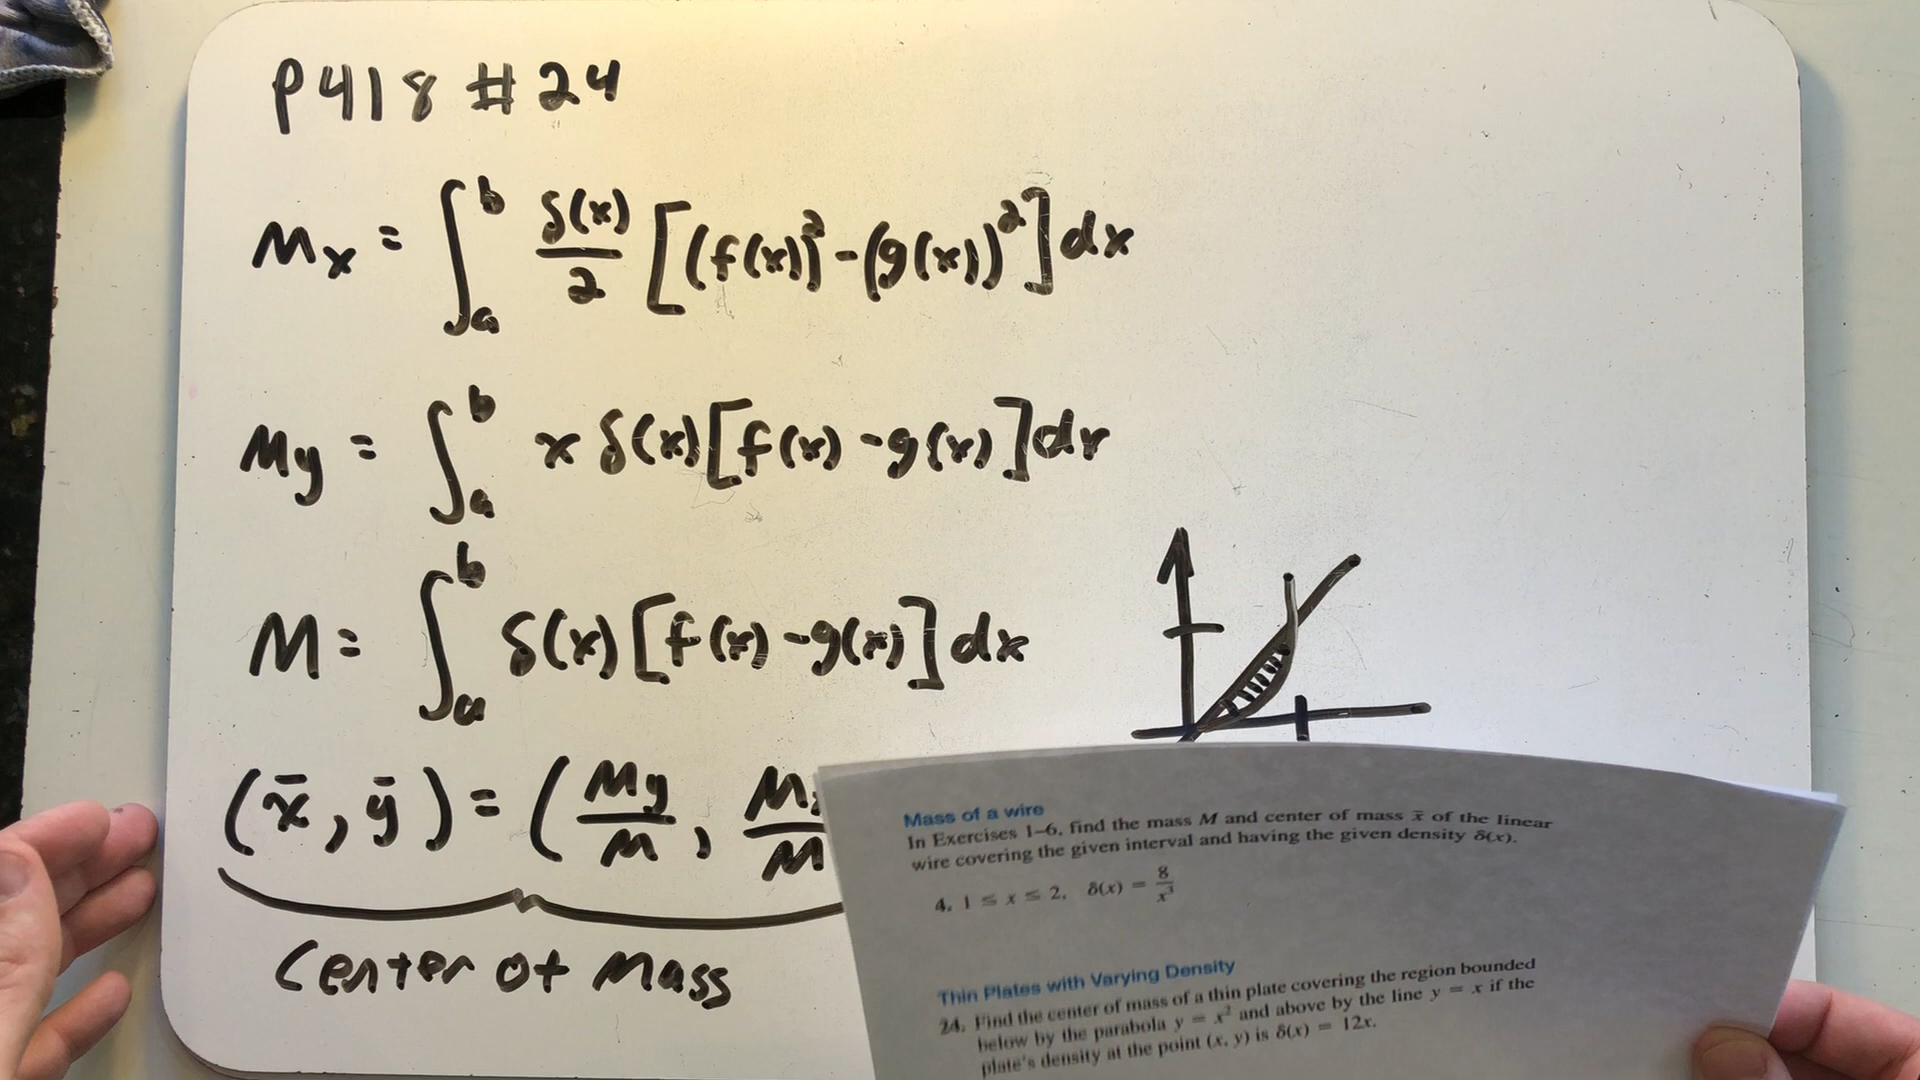 P418 #24
Mx = ∫_a^b δ(x)/2 [(f(x))² - (g(x))²] dx
My = ∫_a^b x δ(x) [f(x) - g(x)] dx
M = ∫_a^b δ(x) [f(x) - g(x)] dx
(x̄, ȳ) = (My/M, Mx/M
Center of Mass
Mass of a wire
In Exercises 1–6, find the mass M and center of mass x̄ of the linear
wire covering the given interval and having the given density δ(x).
4. 1 ≤ x ≤ 2, δ(x) = 8/x³
Thin Plates with Varying Density
24. Find the center of mass of a thin plate covering the region bounded
below by the parabola y = x² and above by the line y = x if the
plate's density at the point (x, y) is δ(x) = 12x.